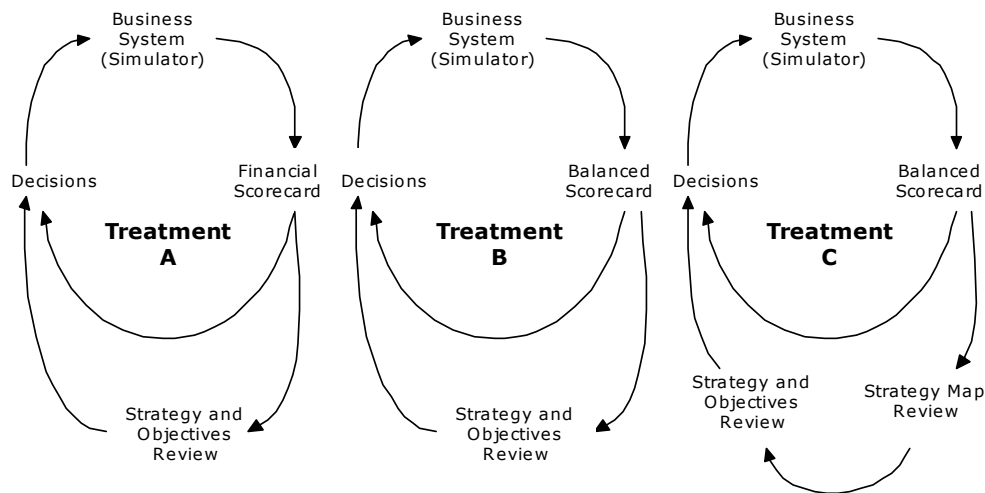 Business
System
(Simulator)
Decisions
Financial
Scorecard
Treatment
A
Strategy and
Objectives
Review
Business
System
(Simulator)
Decisions
Balanced
Scorecard
Treatment
B
Strategy and
Objectives
Review
Business
System
(Simulator)
Decisions
Balanced
Scorecard
Treatment
C
Strategy and
Objectives
Review
Strategy Map
Review